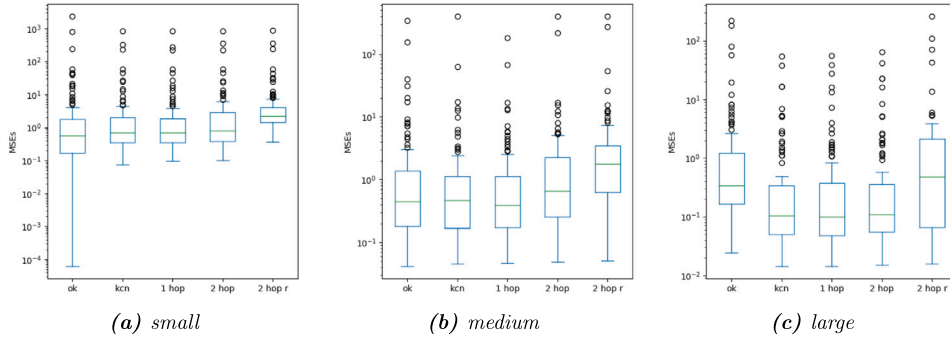 10³
10²
10¹
10⁰
10⁻¹
10⁻²
10⁻³
10⁻⁴
MSEs
ok kcn 1 hop 2 hop 2 hop r
(a) small
10²
10¹
10⁰
10⁻¹
MSEs
ok kcn 1 hop 2 hop 2 hop r
(b) medium
10²
10¹
10⁰
10⁻¹
10⁻²
MSEs
ok kcn 1 hop 2 hop 2 hop r
(c) large